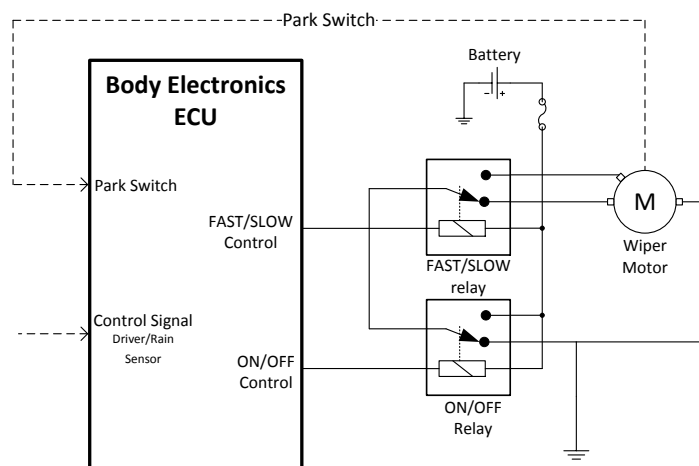 Park Switch
Battery
- +
Body Electronics
ECU
Park Switch
FAST/SLOW
Control
M
Wiper
Motor
FAST/SLOW
relay
Control Signal
Driver/Rain
Sensor
ON/OFF
Control
ON/OFF
Relay